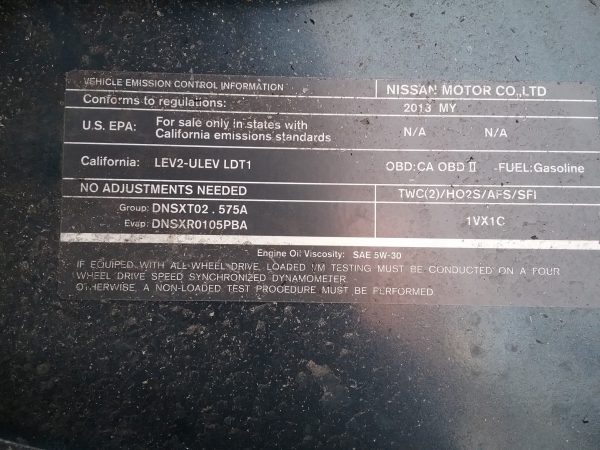 VEHICLE EMISSION CONTROL INFORMATION
NISSAN MOTOR CO.,LTD
Conforms to regulations:
2013 MY
U.S. EPA: For sale only in states with
California emissions standards
N/A N/A
California: LEV2-ULEV LDT1
OBD:CA OBD II -FUEL:Gasoline
NO ADJUSTMENTS NEEDED
TWC(2)/HO2S/AFS/SFI
Group: DNSXT02.575A
Evap: DNSXR0105PBA
1VX1C
Engine Oil Viscosity: SAE 5W-30
IF EQUIPED WITH ALL-WHEEL DRIVE, LOADED I/M TESTING MUST BE CONDUCTED ON A FOUR
WHEEL DRIVE SPEED SYNCHRONIZED DYNAMOMETER.
OTHERWISE, A NON-LOADED TEST PROCEDURE MUST BE PERFORMED